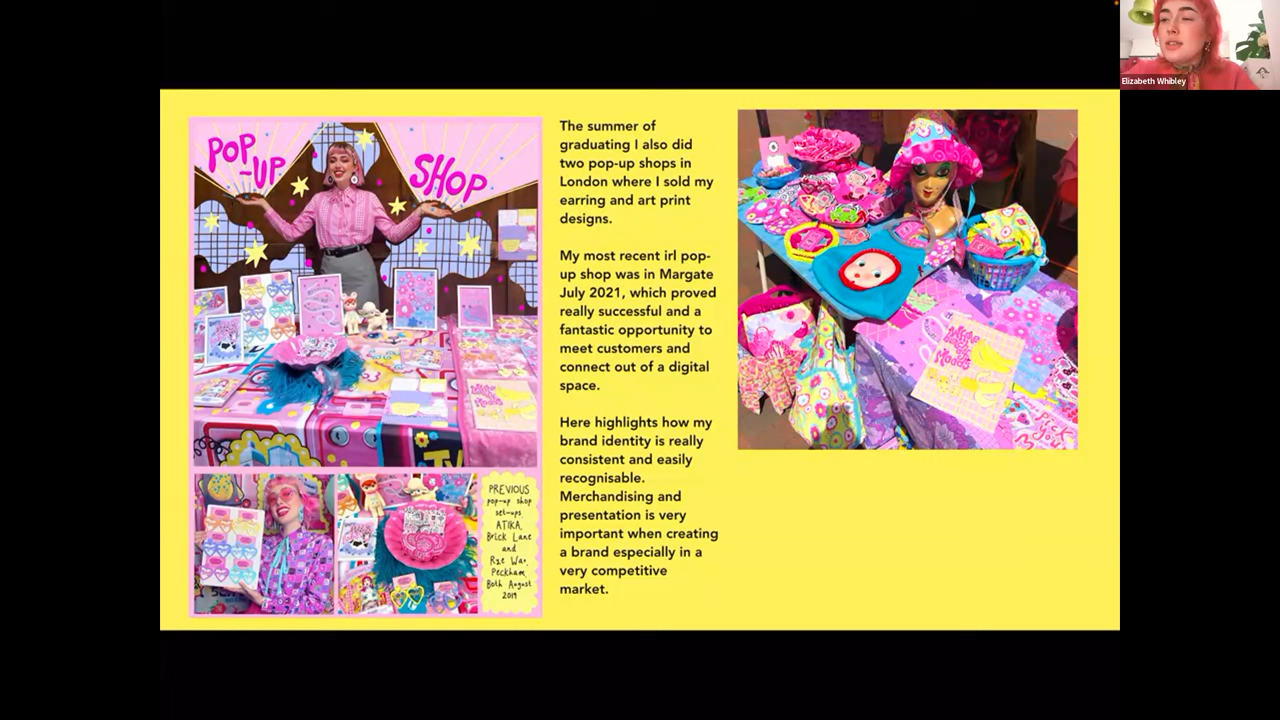 Elizabeth Whibley
POP
-UP
SHOP
The summer of
graduating I also did
two pop-up shops in
London where I sold my
earring and art print
designs.
My most recent irl pop-
up shop was in Margate
July 2021, which proved
really successful and a
fantastic opportunity to
meet customers and
connect out of a digital
space.
Here highlights how my
brand identity is really
consistent and easily
recognisable.
Merchandising and
presentation is very
important when creating
a brand especially in a
very competitive
market.
PREVIOUS
pop-up shop
set-ups
ATIKA,
Brick Lane
and
Rye Wax,
Peckham,
Both August
2019